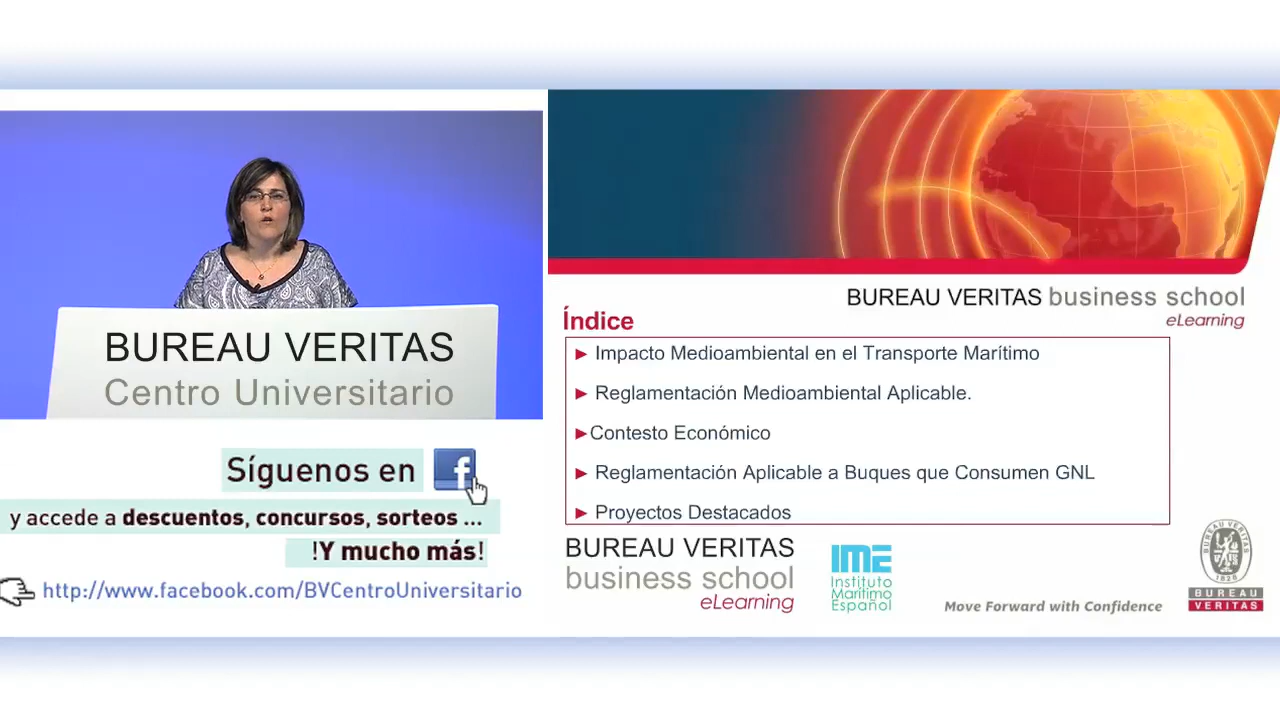 BUREAU VERITAS
Centro Universitario
Síguenos en f
y accede a descuentos, concursos, sorteos ...
!Y mucho más!
http://www.facebook.com/BVCentroUniversitario
BUREAU VERITAS business school
eLearning
Índice
► Impacto Medioambiental en el Transporte Marítimo
► Reglamentación Medioambiental Aplicable.
►Contesto Económico
► Reglamentación Aplicable a Buques que Consumen GNL
► Proyectos Destacados
BUREAU VERITAS
business school
eLearning
IME
Instituto
Marítimo
Español
Move Forward with Confidence
BUREAU VERITAS
1828
BUREAU
VERITAS